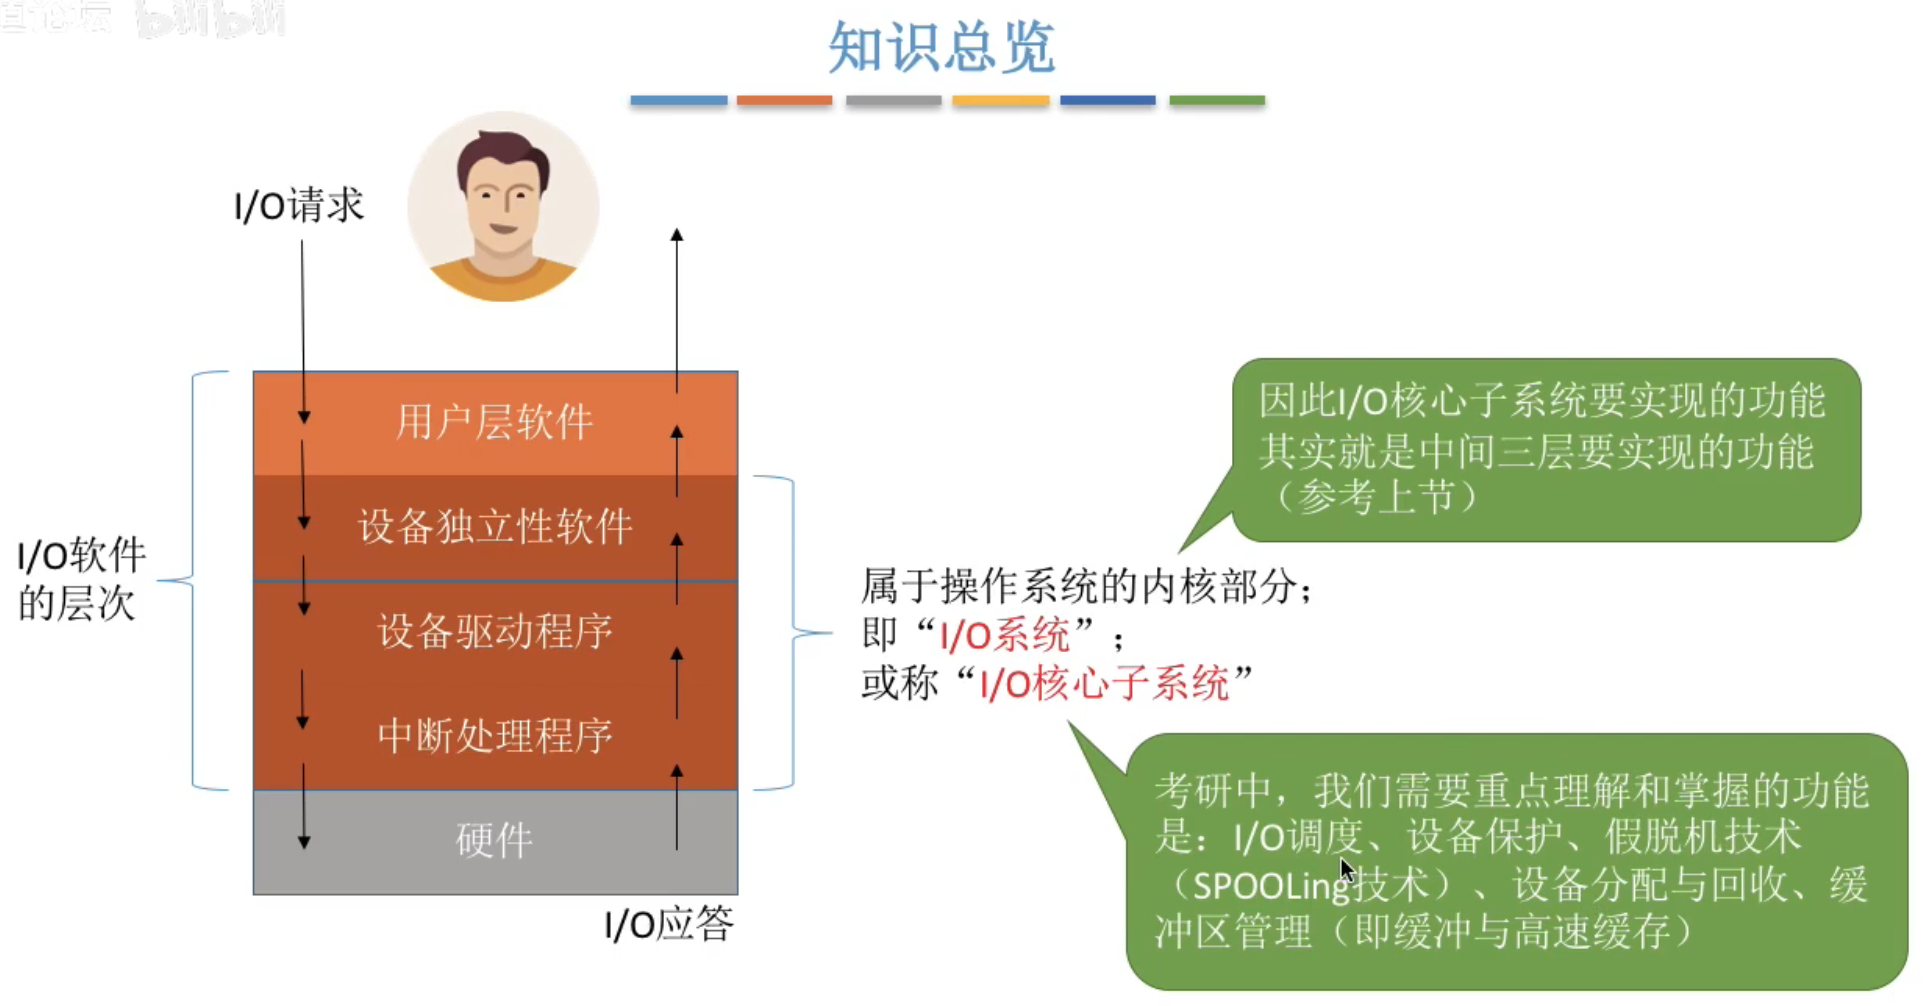 bilibili
知识总览
I/O请求
用户层软件
设备独立性软件
设备驱动程序
中断处理程序
硬件
I/O应答
I/O软件
的层次
属于操作系统的内核部分；
即“I/O系统”；
或称“I/O核心子系统”
因此I/O核心子系统要实现的功能
其实就是中间三层要实现的功能
（参考上节）
考研中，我们需要重点理解和掌握的功能
是：I/O调度、设备保护、假脱机技术
（SPOOLing技术）、设备分配与回收、缓
冲区管理（即缓冲与高速缓存）